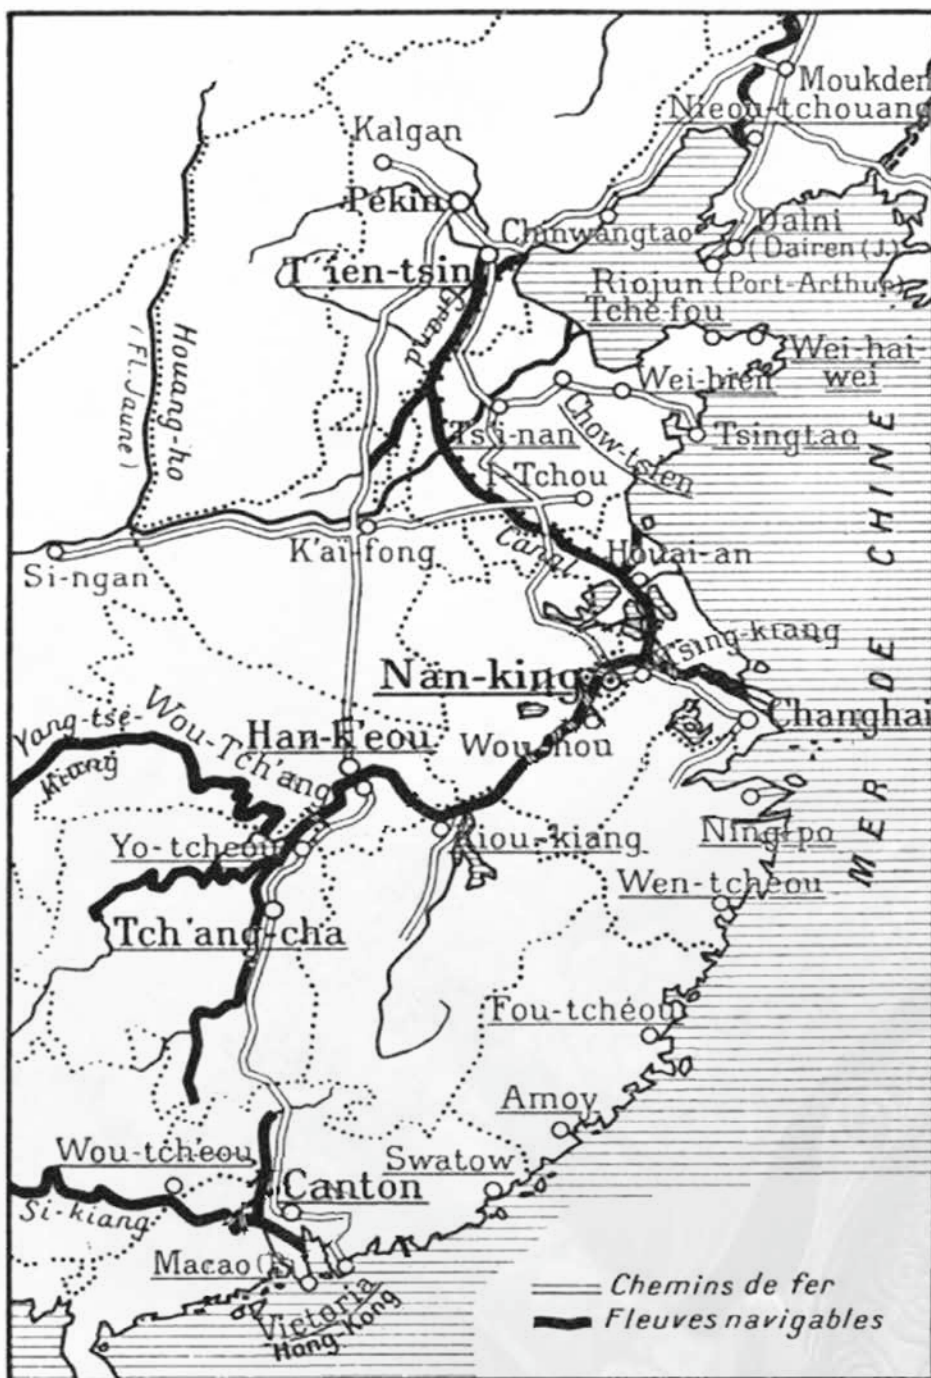 Moukden
Nieou-tchouang
Kalgan
Pékin
Chinwangtao
Dalni
(Dairen (J.)
T'ien-tsin
Riojun (Port-Arthur)
Tché-fou
Grand
Houang-ho
(Fl. Jaune)
Wei-hai-
wei
Wei-hien
Chow-tsien
Tsi-nan
Tsingtao
I-Tchou
K'aï-fong
Canal
Houai-an
Si-ngan
MER DE CHINE
Tsing-kiang
Nan-king
Yang-tsé-
Kiang
Wou-Tch'ang
Han-K'eou
Changhai
Wou-hou
Yo-tcheou
Kiou-kiang
Ning-po
Wen-tcheou
Tch'ang-cha
Fou-tchéou
Amoy
Wou-tcheou
Swatow
Canton
Si-kiang
Macao
Victoria
Hong-Kong
Chemins de fer
Fleuves navigables